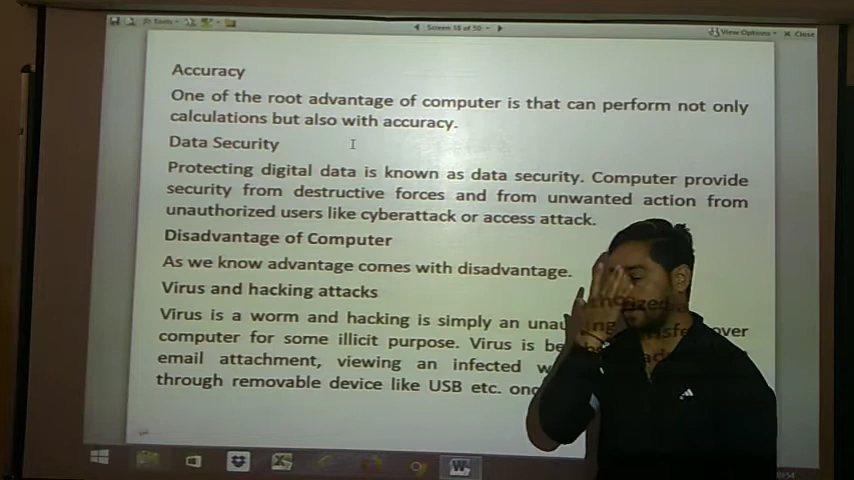 Tools
Screen 10 of 50
View Options
Close
Accuracy
One of the root advantage of computer is that can perform not only
calculations but also with accuracy.
Data Security
Protecting digital data is known as data security. Computer provide
security from destructive forces and from unwanted action from
unauthorized users like cyberattack or access attack.
Disadvantage of Computer
As we know advantage comes with disadvantage.
Virus and hacking attacks
Virus is a worm and hacking is simply an over
computer for some illicit purpose. Virus is
email attachment, viewing an infected
through removable device like USB etc.